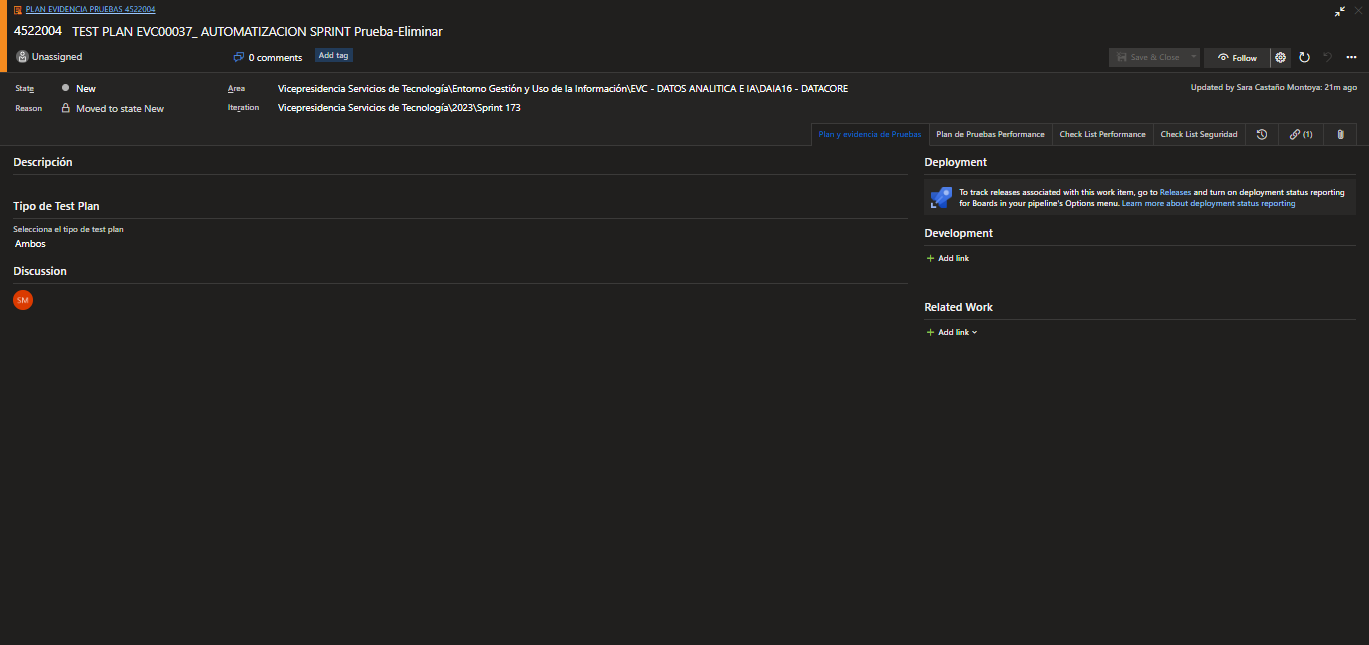 PLAN EVIDENCIA PRUEBAS 4522004
4522004 TEST PLAN EVC00037_ AUTOMATIZACION SPRINT Prueba-Eliminar
Unassigned
0 comments
Add tag
Save & Close
Follow
State
New
Area
Vicepresidencia Servicios de Tecnología\Entorno Gestión y Uso de la Información\EVC - DATOS ANALITICA E IA\DAIA16 - DATACORE
Updated by Sara Castaño Montoya: 21m ago
Reason
Moved to state New
Iteration
Vicepresidencia Servicios de Tecnología\2023\Sprint 173
Plan y evidencia de Pruebas
Plan de Pruebas Performance
Check List Performance
Check List Seguridad
(1)
Descripción
Tipo de Test Plan
Selecciona el tipo de test plan
Ambos
Discussion
SM
Deployment
To track releases associated with this work item, go to Releases and turn on deployment status reporting
for Boards in your pipeline's Options menu. Learn more about deployment status reporting
Development
+ Add link
Related Work
+ Add link